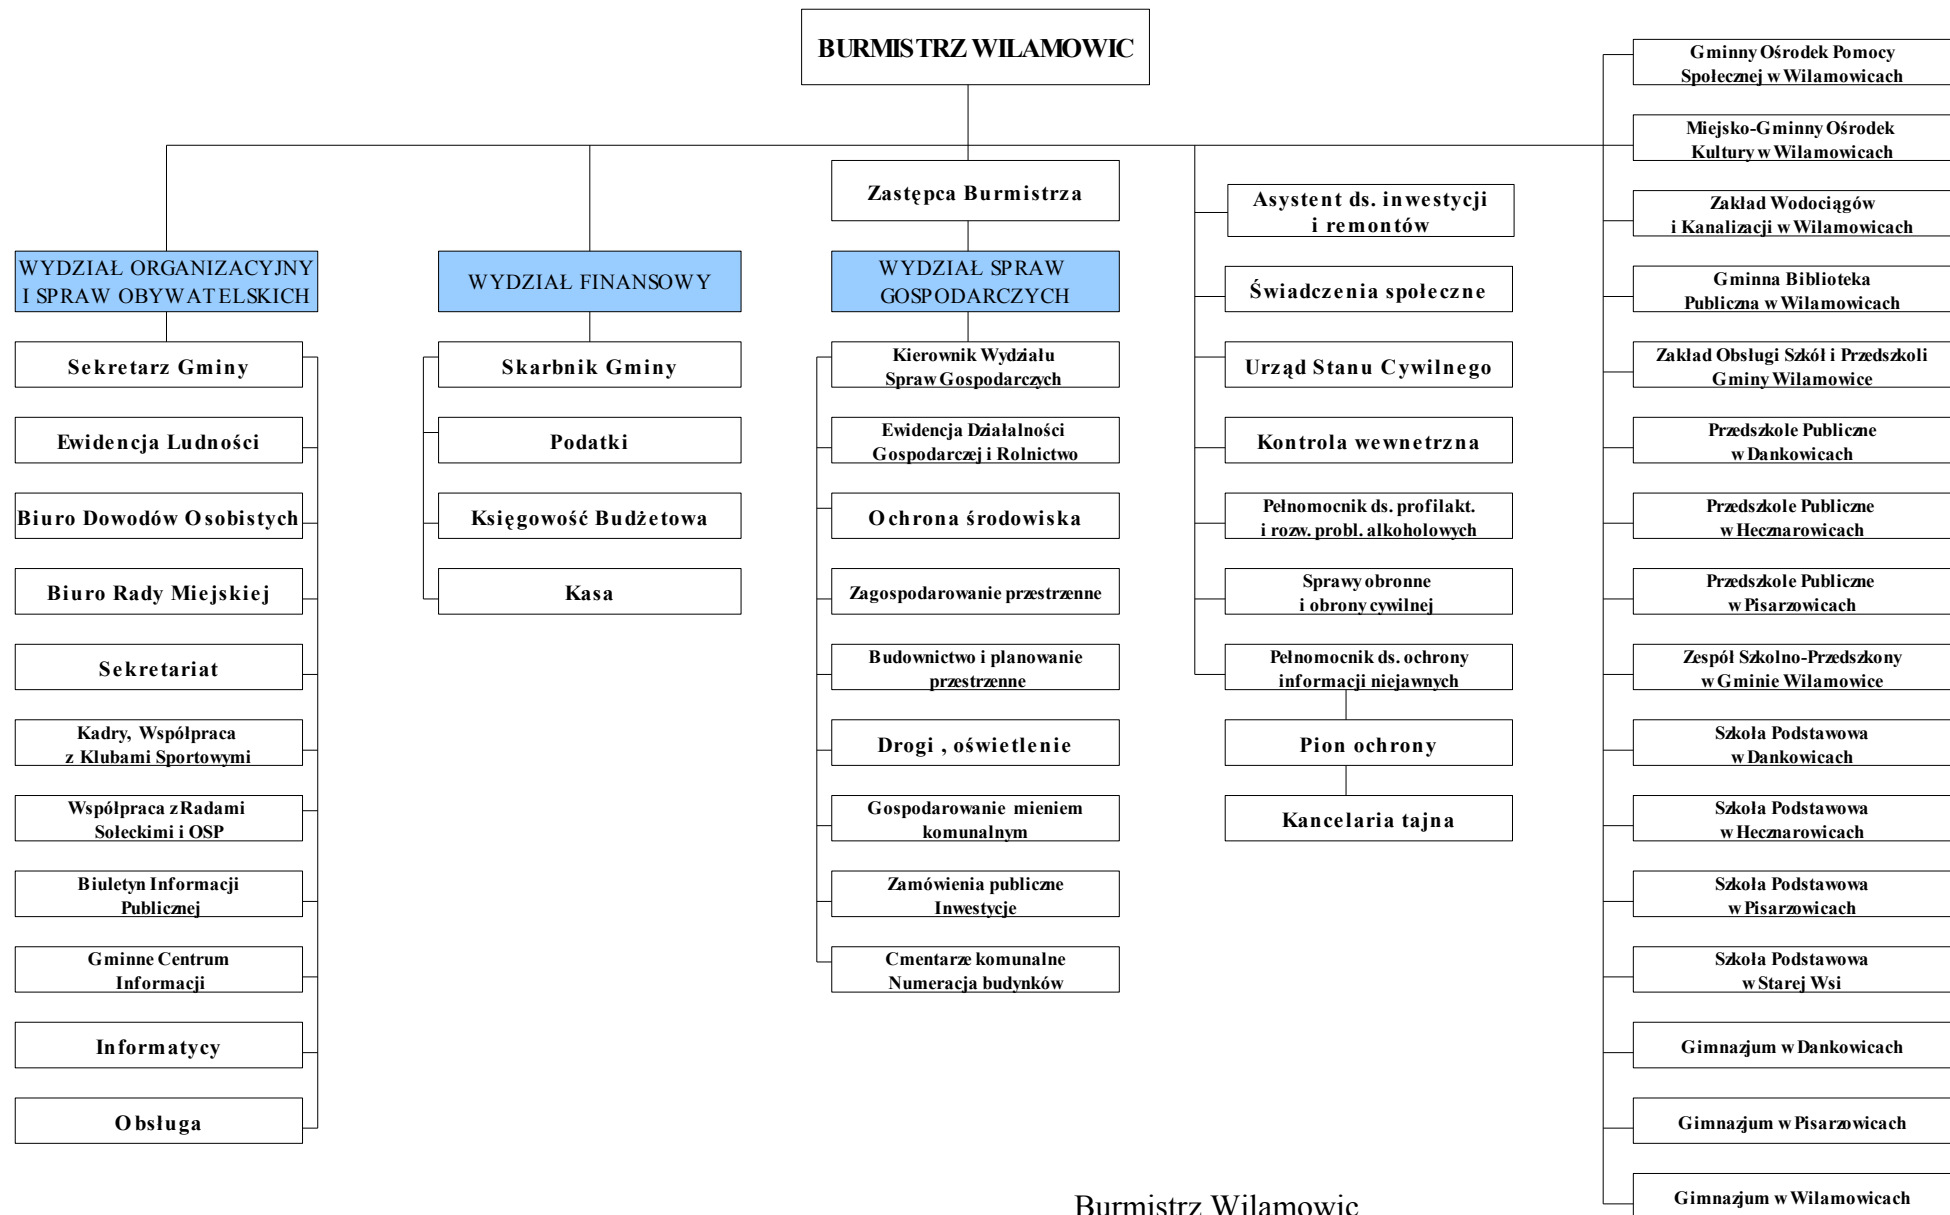 BURMISTRZ WILAMOWIC
Zastępca Burmistrza
WYDZIAŁ ORGANIZACYJNY
I SPRAW OBYWATELSKICH
Sekretarz Gminy
Ewidencja Ludności
Biuro Dowodów Osobistych
Biuro Rady Miejskiej
Sekretariat
Kadry, Współpraca
z Klubami Sportowymi
Współpraca z Radami
Sołeckimi i OSP
Biuletyn Informacji
Publicznej
Gminne Centrum
Informacji
Informatycy
Obsługa
WYDZIAŁ FINANSOWY
Skarbnik Gminy
Podatki
Księgowość Budżetowa
Kasa
WYDZIAŁ SPRAW
GOSPODARCZYCH
Kierownik Wydziału
Spraw Gospodarczych
Ewidencja Działalności
Gospodarczej i Rolnictwo
Ochrona środowiska
Zagospodarowanie przestrzenne
Budownictwo i planowanie
przestrzenne
Drogi , oświetlenie
Gospodarowanie mieniem
komunalnym
Zamówienia publiczne
Inwestycje
Cmentarze komunalne
Numeracja budynków
Asystent ds. inwestycji
i remontów
Świadczenia społeczne
Urząd Stanu Cywilnego
Kontrola wewnetrzna
Pełnomocnik ds. profilakt.
i rozw. probl. alkoholowych
Sprawy obronne
i obrony cywilnej
Pełnomocnik ds. ochrony
informacji niejawnych
Pion ochrony
Kancelaria tajna
Gminny Ośrodek Pomocy
Społecznej w Wilamowicach
Miejsko-Gminny Ośrodek
Kultury w Wilamowicach
Zakład Wodociągów
i Kanalizacji w Wilamowicach
Gminna Biblioteka
Publiczna w Wilamowicach
Zakład Obsługi Szkół i Przedszkoli
Gminy Wilamowice
Przedszkole Publiczne
w Dankowicach
Przedszkole Publiczne
w Hecznarowicach
Przedszkole Publiczne
w Pisarzowicach
Zespół Szkolno-Przedszkony
w Gminie Wilamowice
Szkoła Podstawowa
w Dankowicach
Szkoła Podstawowa
w Hecznarowicach
Szkoła Podstawowa
w Pisarzowicach
Szkoła Podstawowa
w Starej Wsi
Gimnazjum w Dankowicach
Gimnazjum w Pisarzowicach
Gimnazjum w Wilamowicach
Burmistrz Wilamowic